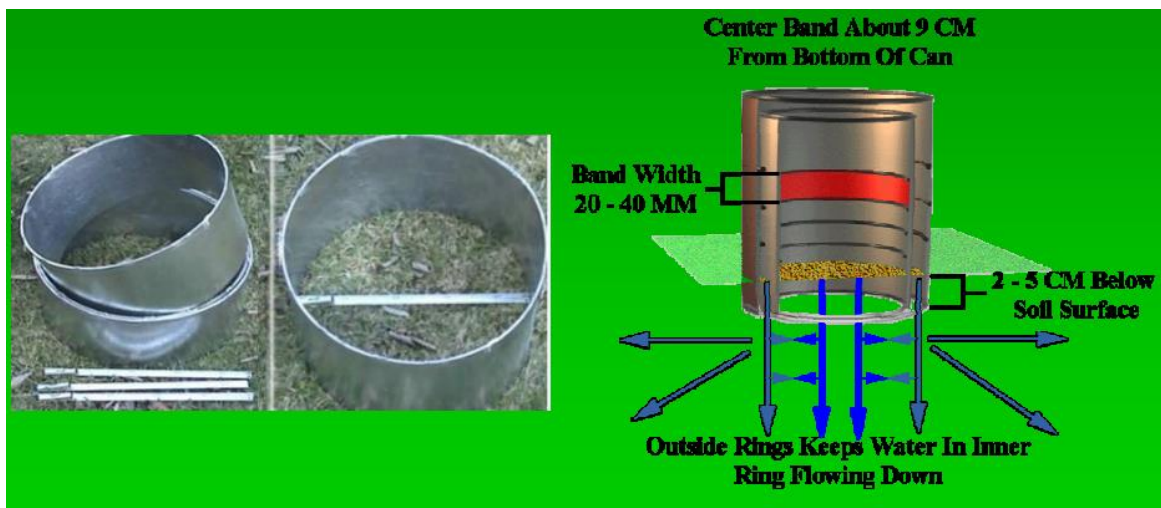 Center Band About 9 CM
From Bottom Of Can
Band Width
20 - 40 MM
2 - 5 CM Below
Soil Surface
Outside Rings Keeps Water In Inner
Ring Flowing Down